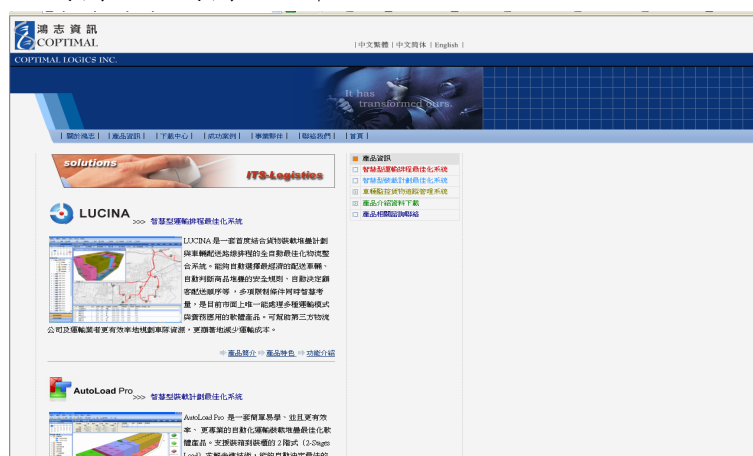 鴻志資訊
COPTIMAL
|中文繁體|中文简体|English|
COPTIMAL LOGICS INC.
It has
transformed ours.
|關於鴻志| |產品資訊| |下載中心| |成功案例| |事業夥伴| |聯絡我們| |首頁|
solutions
ITS-Logistics
產品資訊
智慧型運輸排程最佳化系統
智慧型裝載計劃最佳化系統
車輛監控貨物追蹤管理系統
產品介紹資料下載
產品相關諮詢聯絡
LUCINA >>> 智慧型運輸排程最佳化系統
LUCINA 是一套首度結合貨物裝載堆疊計劃
與車輛配送路線排程的全自動最佳化物流整
合系統。能夠自動選擇最經濟的配送車輛、
自動判斷商品堆疊的安全規則、自動決定顧
客配送順序等,多項限制條件同時智慧考
量,是目前市面上唯一能處理多種運輸模式
與實務應用的軟體產品。可幫助第三方物流
公司及運輸業者更有效率地規劃車隊資源,更顯著地減少運輸成本。
產品簡介 產品特色 功能介紹
AutoLoad Pro >>> 智慧型裝載計劃最佳化系統
AutoLoad Pro 是一套簡單易學、並且更有效
率、更專業的自動化運輸裝載堆疊最佳化軟
體產品。支援裝箱到裝櫃的 2 階式 (2-Stages